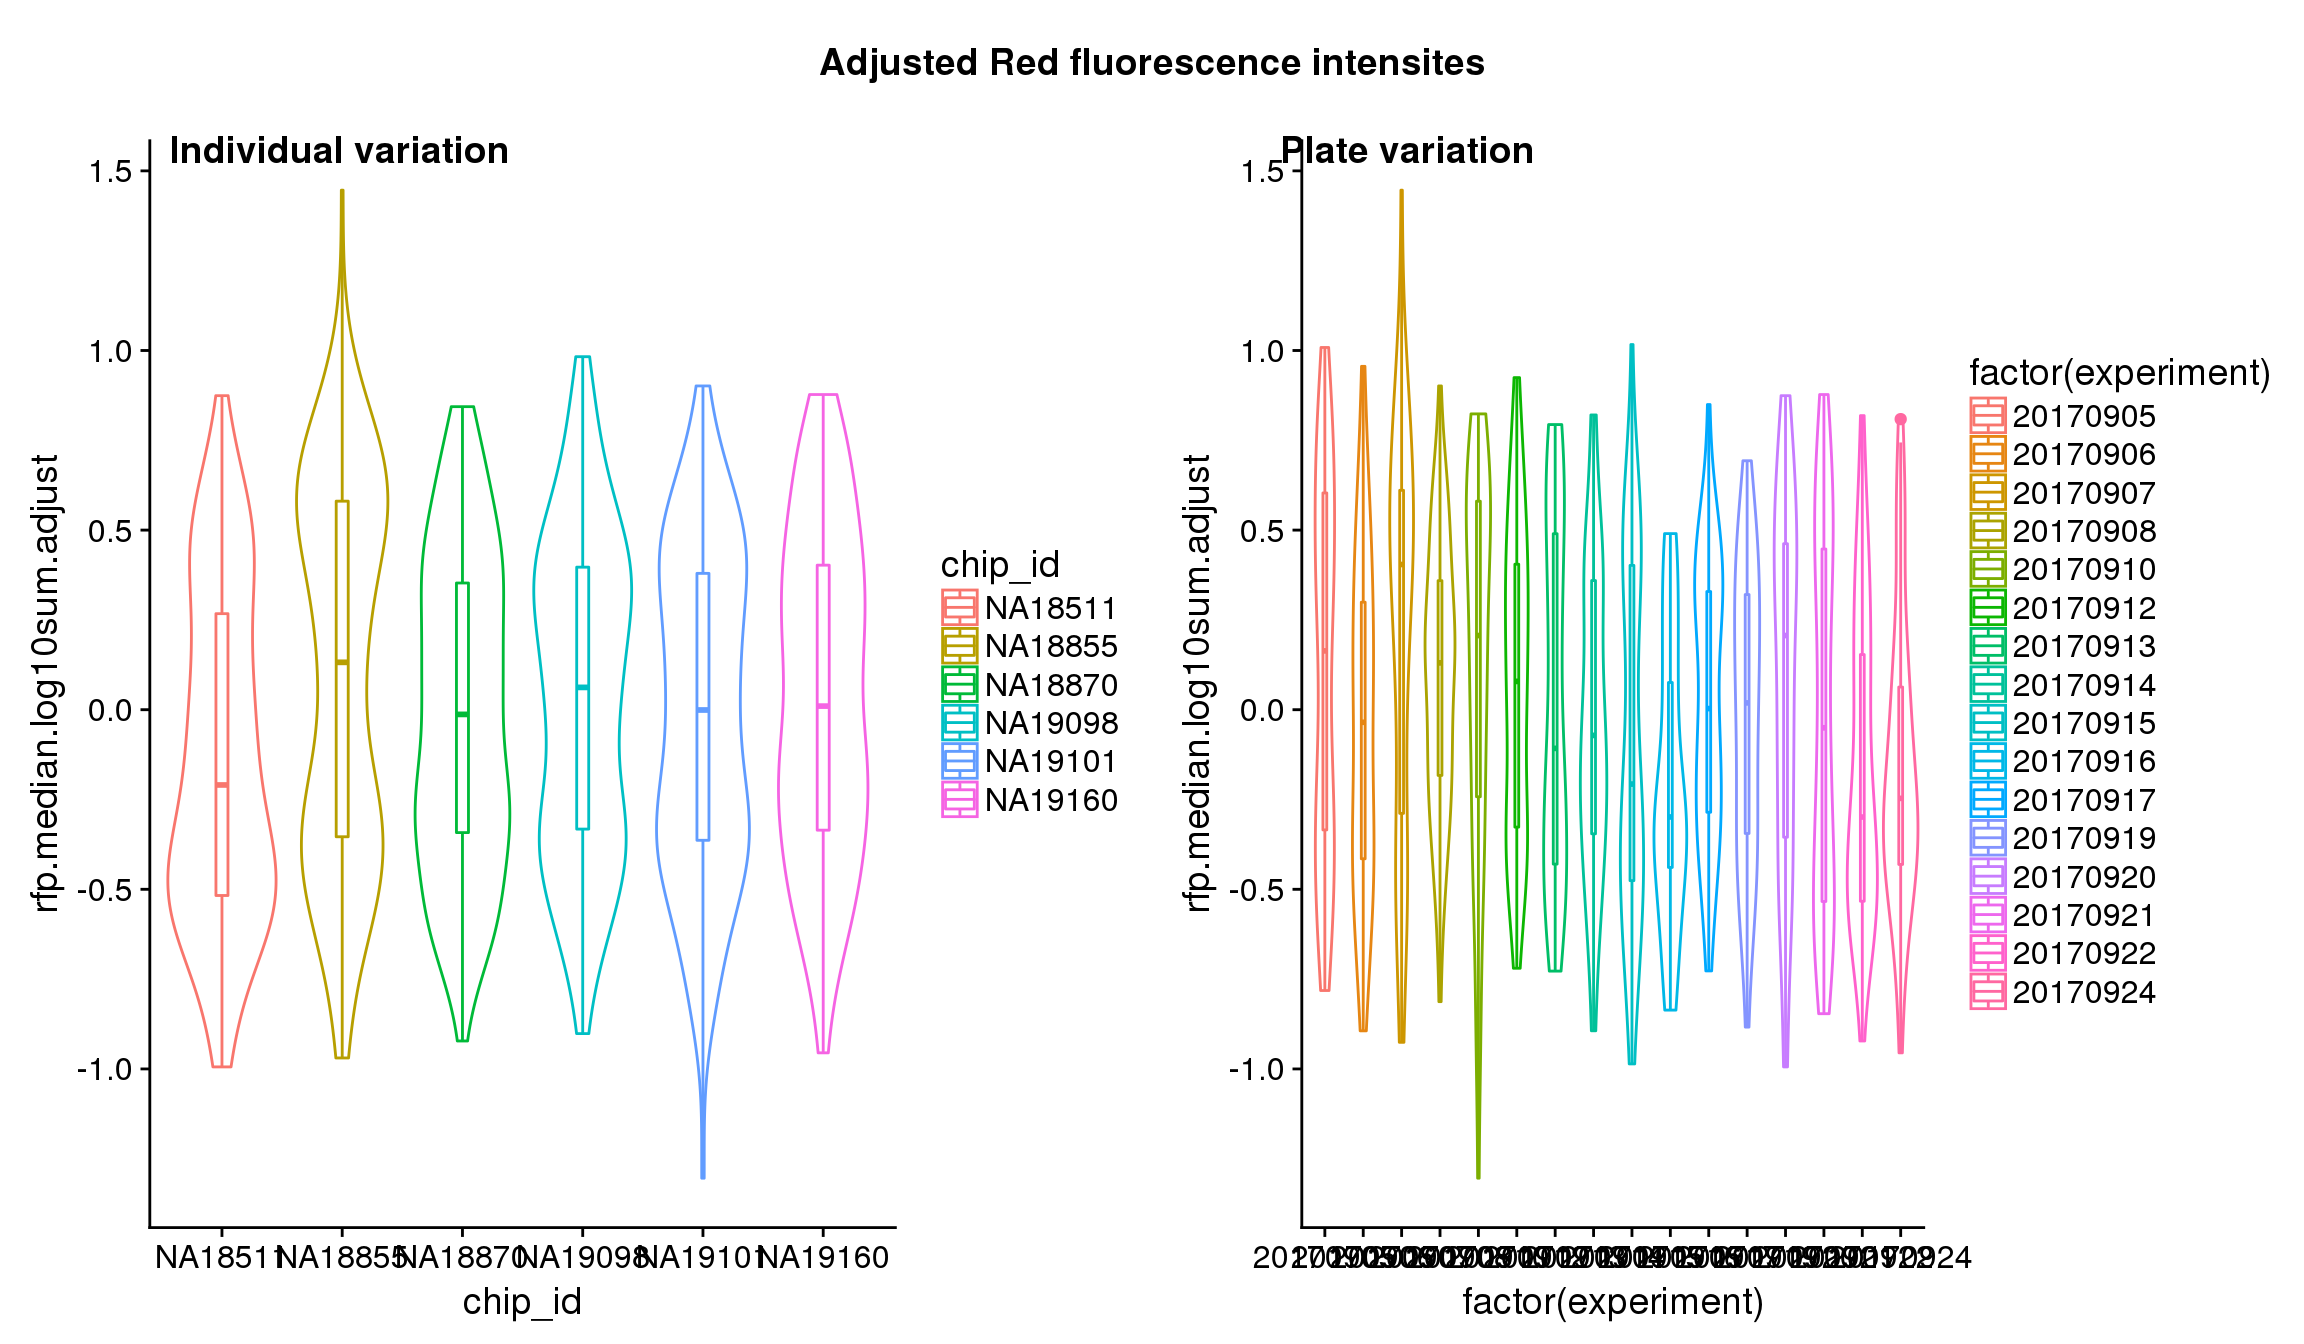 Adjusted Red fluorescence intensites
Individual variation
1.5
1.0
0.5
0.0
-0.5
-1.0
rfp.median.log10sum.adjust
NA18511
NA18855
NA18870
NA19098
NA19101
NA19160
chip_id
chip_id
NA18511
NA18855
NA18870
NA19098
NA19101
NA19160
Plate variation
1.5
1.0
0.5
0.0
-0.5
-1.0
rfp.median.log10sum.adjust
factor(experiment)
factor(experiment)
20170905
20170906
20170907
20170908
20170910
20170912
20170913
20170914
20170915
20170916
20170917
20170919
20170920
20170921
20170922
20170924